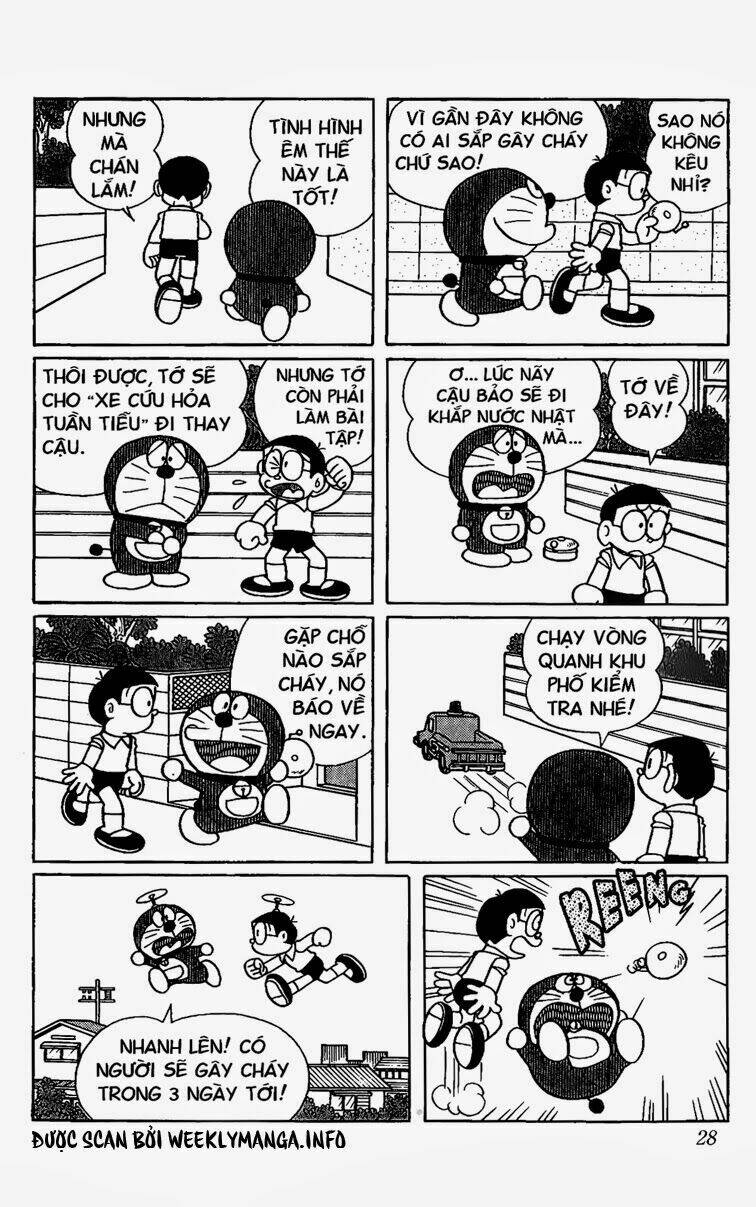 SAO NÓ
KHÔNG
KÊU
NHỈ?
VÌ GẦN ĐÂY KHÔNG
CÓ AI SẮP GÂY CHÁY
CHỨ SAO!
TÌNH HÌNH
ÊM THẾ
NÀY LÀ
TỐT!
NHƯNG
MÀ
CHÁN
LẮM!
TỚ VỀ
ĐÂY!
Ơ... LÚC NÃY
CẬU BẢO SẼ ĐI
KHẮP NƯỚC NHẬT
MÀ...
NHƯNG TỚ
CÒN PHẢI
LÀM BÀI
TẬP!
THÔI ĐƯỢC, TỚ SẼ
CHO “XE CỨU HỎA
TUẦN TIỄU” ĐI THAY
CẬU.
CHẠY VÒNG
QUANH KHU
PHỐ KIỂM
TRA NHÉ!
GẶP CHỖ
NÀO SẮP
CHÁY, NÓ
BÁO VỀ
NGAY.
REENG
NHANH LÊN! CÓ
NGƯỜI SẼ GÂY CHÁY
TRONG 3 NGÀY TỚI!
ĐƯỢC SCAN BỞI WEEKLYMANGA.INFO
28